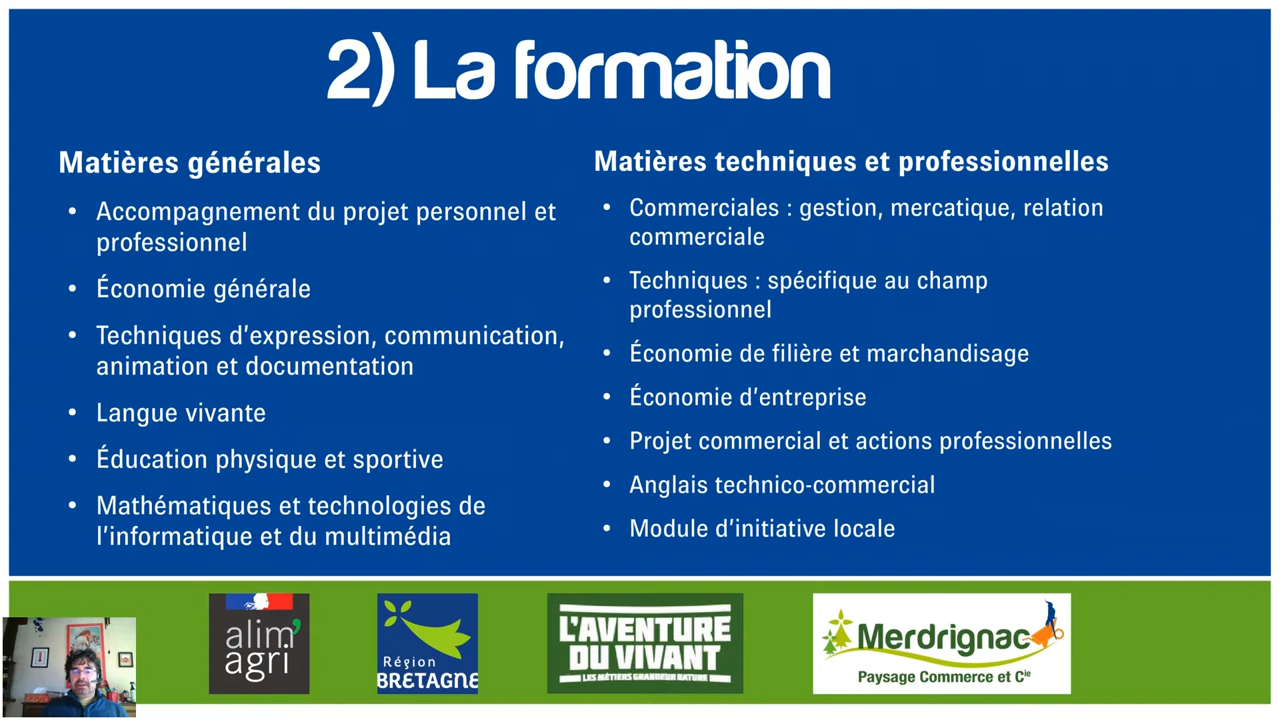 2) La formation
Matières générales
• Accompagnement du projet personnel et
professionnel
• Économie générale
• Techniques d’expression, communication,
animation et documentation
• Langue vivante
• Éducation physique et sportive
• Mathématiques et technologies de
l’informatique et du multimédia
Matières techniques et professionnelles
• Commerciales : gestion, mercatique, relation
commerciale
• Techniques : spécifique au champ
professionnel
• Économie de filière et marchandisage
• Économie d’entreprise
• Projet commercial et actions professionnelles
• Anglais technico-commercial
• Module d’initiative locale
alim’
agri
Région
BRETAGNE
L’AVENTURE
DU VIVANT
LES MÉTIERS GRANDEUR NATURE
Merdrignac
Paysage Commerce et Cie